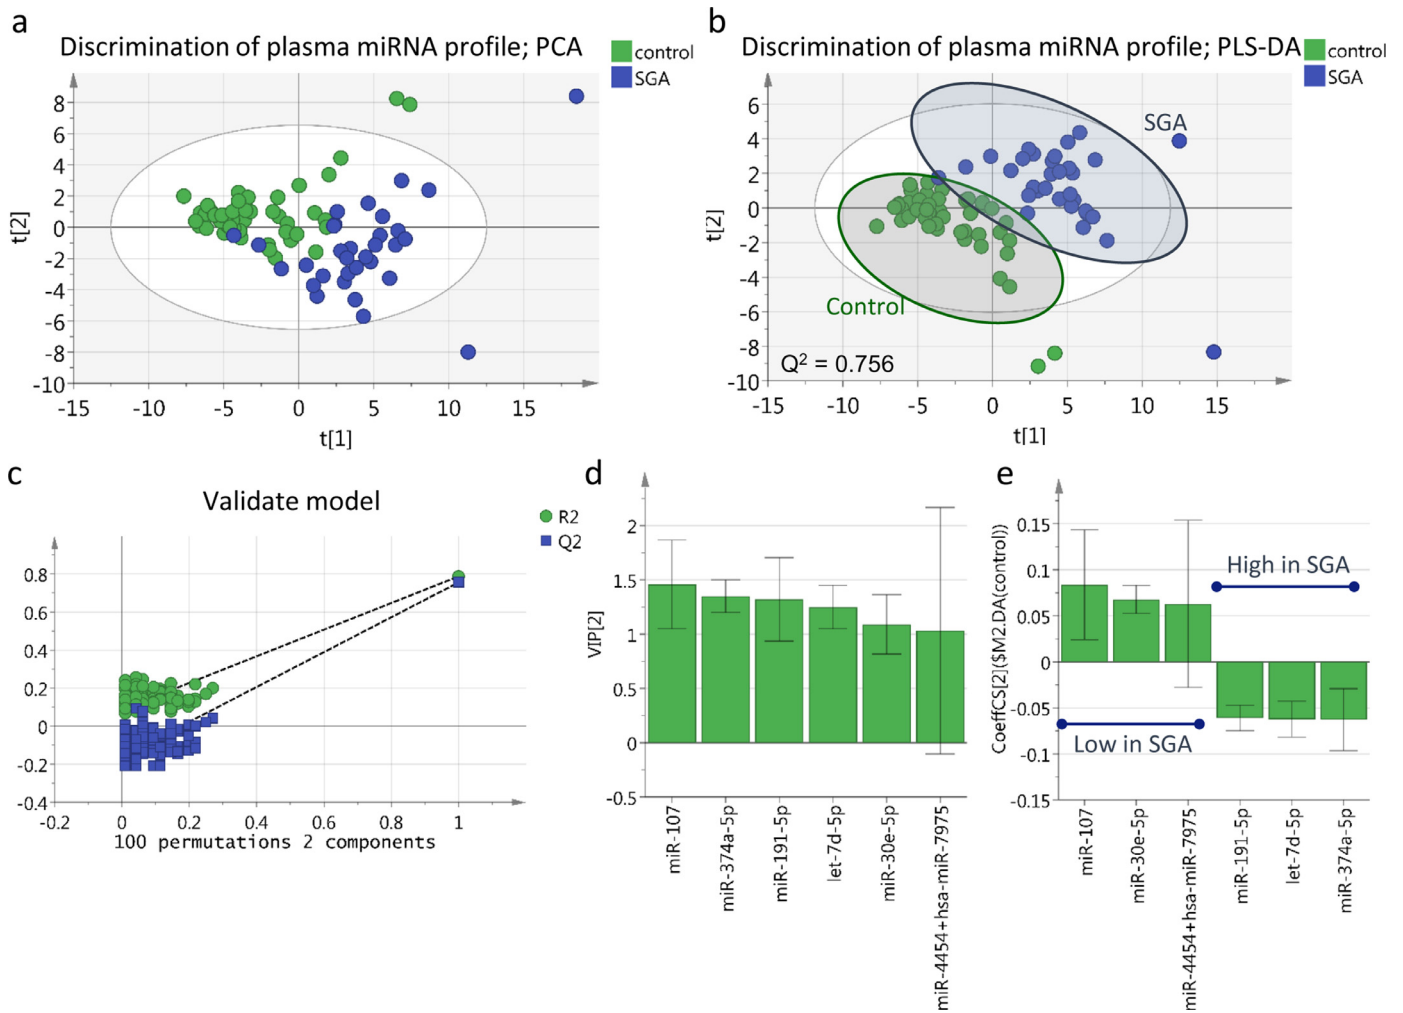 a
Discrimination of plasma miRNA profile; PCA
control
SGA
8
6
4
2
0
-2
-4
-6
-8
-10
t[2]
-15 -10 -5 0 5 10 15 20
t[1]
b
Discrimination of plasma miRNA profile; PLS-DA
control
SGA
6
4
2
0
-2
-4
-6
-8
-10
t[2]
SGA
Control
Q² = 0.756
-15 -10 -5 0 5 10 15
t[1]
c
Validate model
R2
Q2
0.8
0.6
0.4
0.2
0
-0.2
-0.4
-0.2 0 0.2 0.4 0.6 0.8 1
100 permutations 2 components
d
2
1.5
1
0.5
0
-0.5
VIP[2]
miR-107
miR-374a-5p
miR-191-5p
let-7d-5p
miR-30e-5p
miR-4454+hsa-miR-7975
e
0.15
0.1
0.05
0
-0.05
-0.1
-0.15
CoeffCS[2]($M2.DA(control))
High in SGA
Low in SGA
miR-107
miR-30e-5p
miR-4454+hsa-miR-7975
miR-191-5p
let-7d-5p
miR-374a-5p